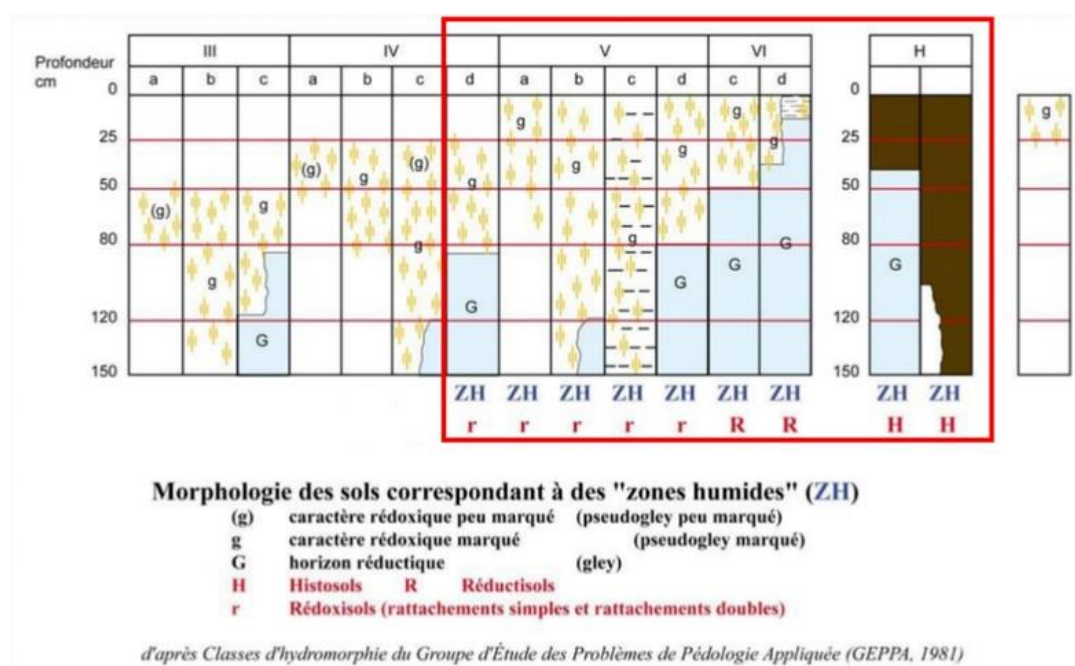 III IV V VI H
Profondeur
cm
a b c a b c d a b c d c d
0 0
25 25
50 50
80 80
120 120
150 150
(g) g g G
(g) g (g) g
g G
g g g g G
g G g G
G
g
ZH ZH ZH ZH ZH ZH ZH ZH ZH
r r r r r R R H H
Morphologie des sols correspondant à des "zones humides" (ZH)
(g) caractère rédoxique peu marqué (pseudogley peu marqué)
g caractère rédoxique marqué (pseudogley marqué)
G horizon réductique (gley)
H Histosols R Réductisols
r Rédoxisols (rattachements simples et rattachements doubles)
d'après Classes d'hydromorphie du Groupe d'Étude des Problèmes de Pédologie Appliquée (GEPPA, 1981)